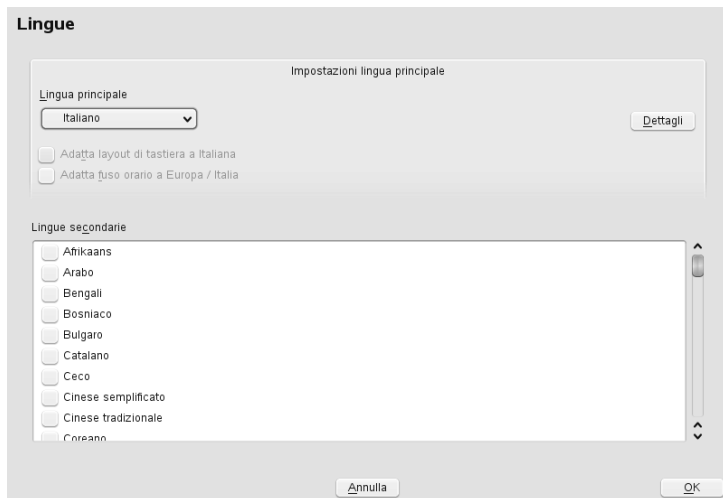 Lingue
Impostazioni lingua principale
Lingua principale
Italiano
Dettagli
Adatta layout di tastiera a Italiana
Adatta fuso orario a Europa / Italia
Lingue secondarie
Afrikaans
Arabo
Bengali
Bosniaco
Bulgaro
Catalano
Ceco
Cinese semplificato
Cinese tradizionale
Coreano
Annulla
OK